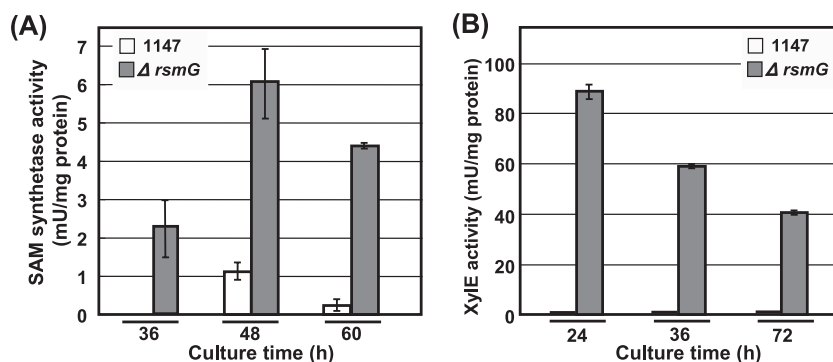 (A)
SAM synthetase activity
(mU/mg protein)
7
6
5
4
3
2
1
0
1147
Δ rsmG
36 48 60
Culture time (h)
(B)
XylE activity (mU/mg protein)
100
80
60
40
20
0
1147
Δ rsmG
24 36 72
Culture time (h)